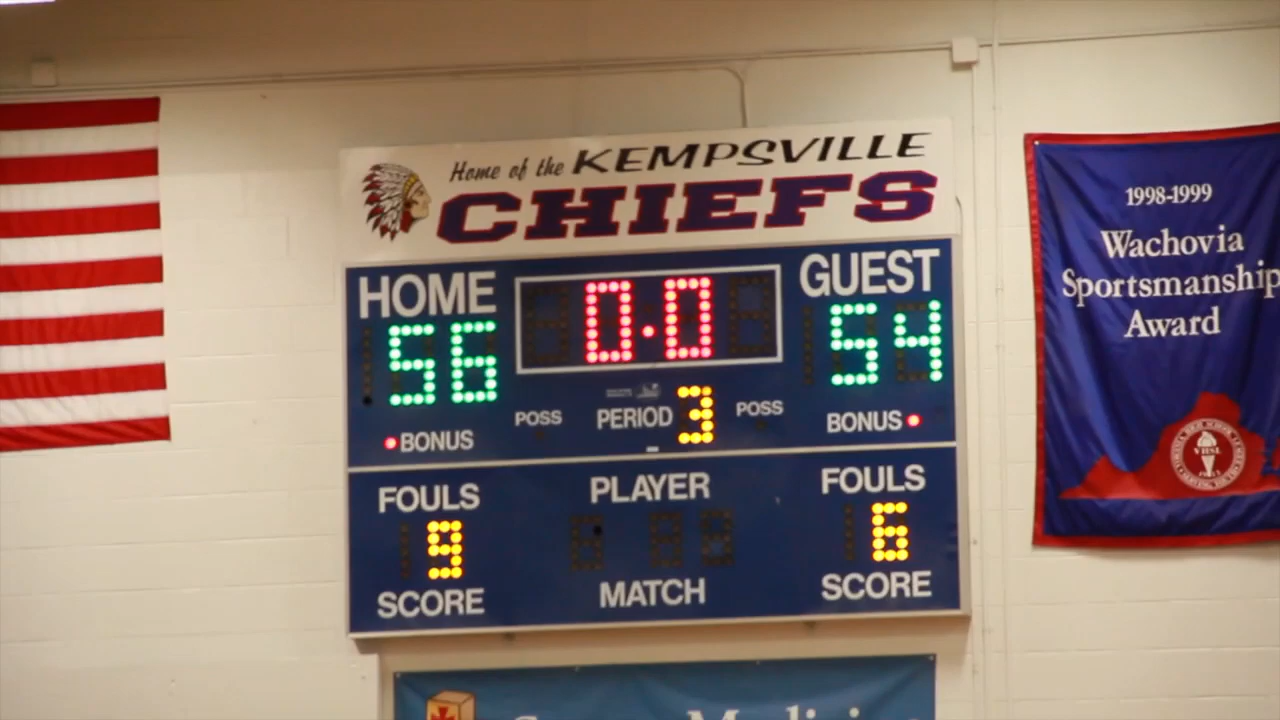 Home of the KEMPSVILLE
CHIEFS
HOME
GUEST
56
0.0
54
POSS
PERIOD 3
POSS
BONUS
BONUS
FOULS
PLAYER
FOULS
9
6
SCORE
MATCH
SCORE
1998-1999
Wachovia
Sportsmanship
Award
VHSL